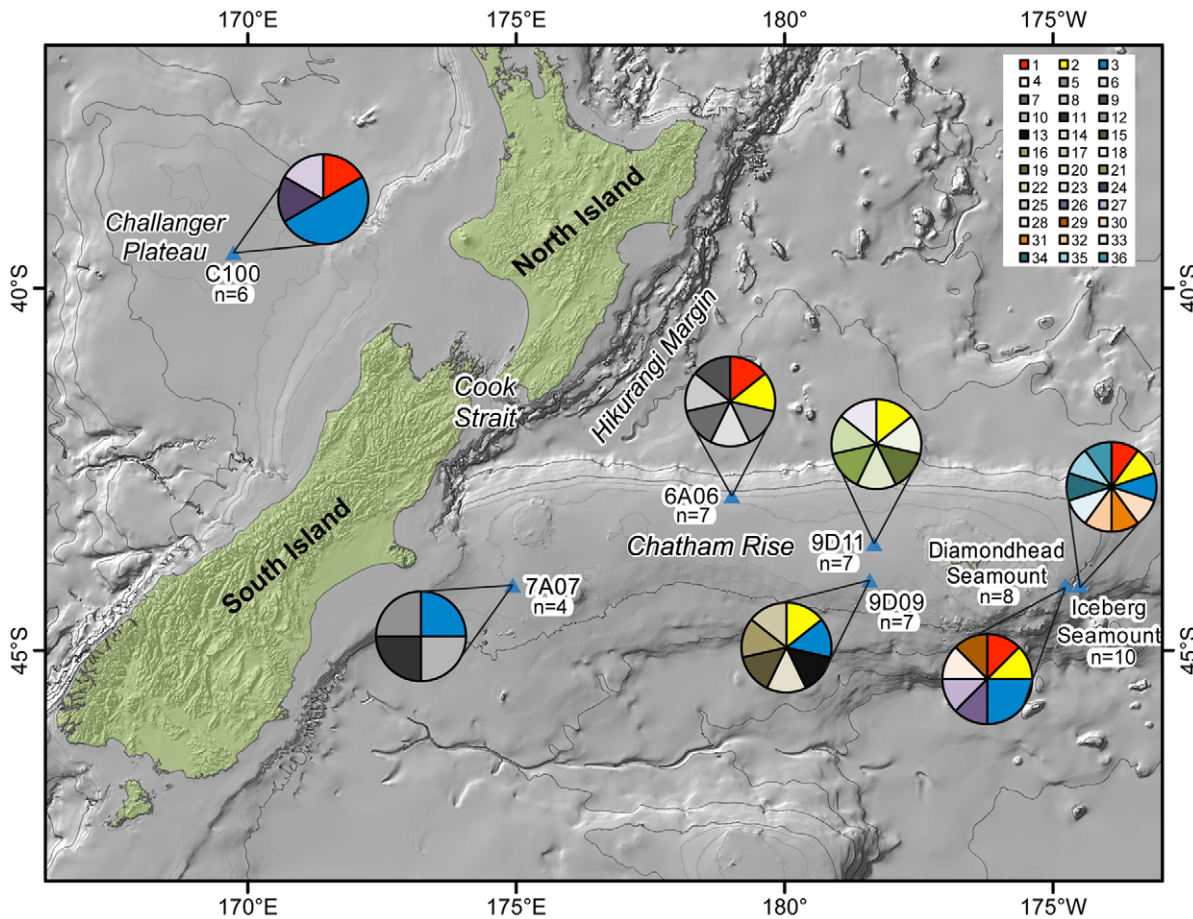 170°E 175°E 180° 175°W
1 2 3
4 5 6
7 8 9
10 11 12
13 14 15
16 17 18
19 20 21
22 23 24
25 26 27
28 29 30
31 32 33
34 35 36
Challanger
Plateau
C100
n=6
North Island
40°S 40°S
Hikurangi Margin
Cook
Strait
6A06
n=7
Chatham Rise
9D11
n=7
Diamondhead
Seamount
n=8
South Island
7A07
n=4
9D09
n=7
Iceberg
Seamount
n=10
45°S 45°S
170°E 175°E 180° 175°W